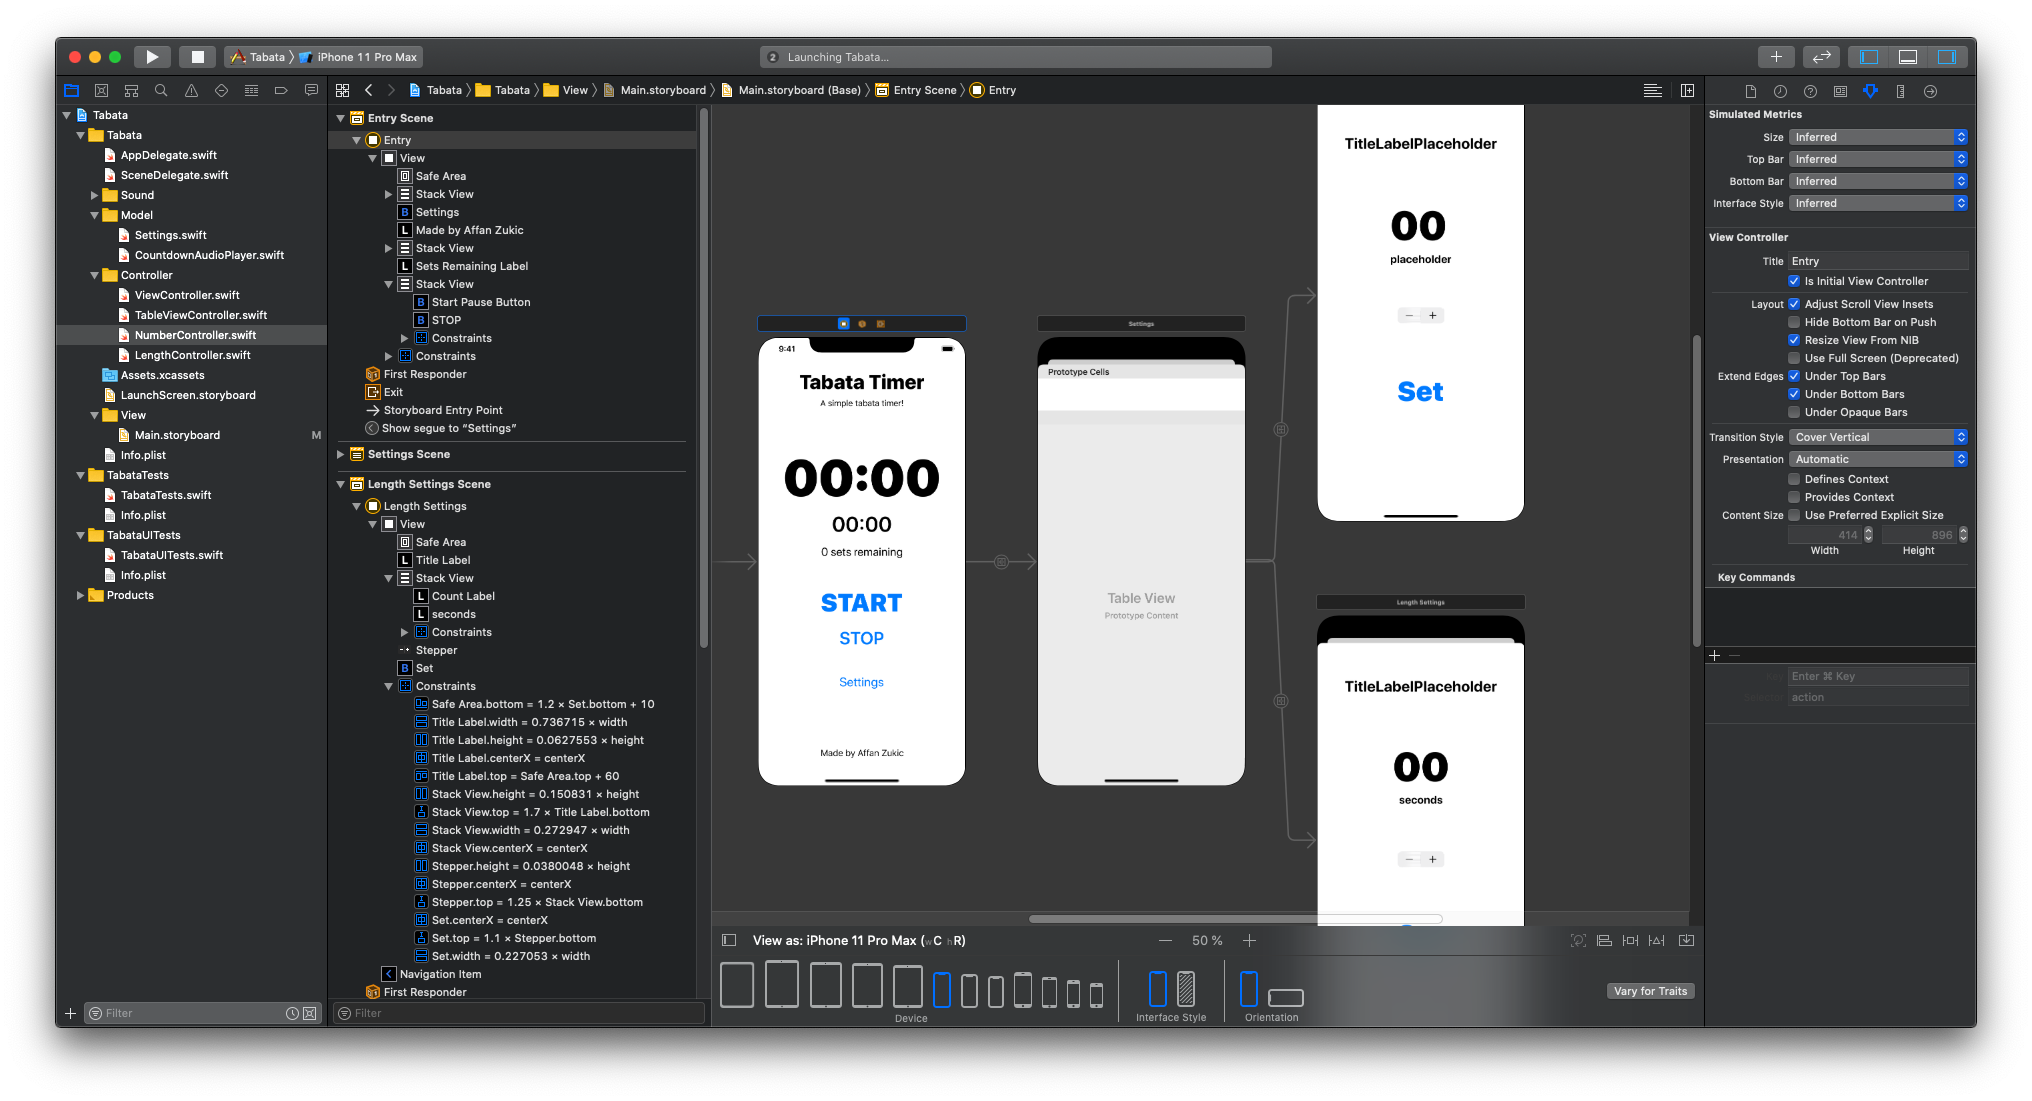 Tabata
iPhone 11 Pro Max
2
Launching Tabata...
Tabata
Tabata
View
Main.storyboard
Main.storyboard (Base)
Entry Scene
Entry
Tabata
Tabata
AppDelegate.swift
SceneDelegate.swift
Sound
Model
Settings.swift
CountdownAudioPlayer.swift
Controller
ViewController.swift
TableViewController.swift
NumberController.swift
LengthController.swift
Assets.xcassets
LaunchScreen.storyboard
View
Main.storyboard
M
Info.plist
TabataTests
TabataTests.swift
Info.plist
TabataUITests
TabataUITests.swift
Info.plist
Products
Filter
Entry Scene
Entry
View
Safe Area
Stack View
B Settings
L Made by Affan Zukic
Stack View
L Sets Remaining Label
Stack View
B Start Pause Button
B STOP
Constraints
Constraints
First Responder
Exit
Storyboard Entry Point
Show segue to “Settings”
Settings Scene
Length Settings Scene
Length Settings
View
Safe Area
L Title Label
Stack View
L Count Label
L seconds
Constraints
Stepper
B Set
Constraints
Safe Area.bottom = 1.2 × Set.bottom + 10
Title Label.width = 0.736715 × width
Title Label.height = 0.0627553 × height
Title Label.centerX = centerX
Title Label.top = Safe Area.top + 60
Stack View.height = 0.150831 × height
Stack View.top = 1.7 × Title Label.bottom
Stack View.width = 0.272947 × width
Stack View.centerX = centerX
Stepper.height = 0.0380048 × height
Stepper.centerX = centerX
Stepper.top = 1.25 × Stack View.bottom
Set.centerX = centerX
Set.top = 1.1 × Stepper.bottom
Set.width = 0.227053 × width
Navigation Item
First Responder
Filter
9:41
Tabata Timer
A simple tabata timer!
00:00
00:00
0 sets remaining
START
STOP
Settings
Made by Affan Zukic
Settings
Prototype Cells
Table View
Prototype Content
TitleLabelPlaceholder
00
placeholder
− +
Set
Length Settings
TitleLabelPlaceholder
00
seconds
− +
View as: iPhone 11 Pro Max (wC hR)
50 %
Device
Interface Style
Orientation
Vary for Traits
Simulated Metrics
Size Inferred
Top Bar Inferred
Bottom Bar Inferred
Interface Style Inferred
View Controller
Title Entry
Is Initial View Controller
Layout Adjust Scroll View Insets
Hide Bottom Bar on Push
Resize View From NIB
Use Full Screen (Deprecated)
Extend Edges Under Top Bars
Under Bottom Bars
Under Opaque Bars
Transition Style Cover Vertical
Presentation Automatic
Defines Context
Provides Context
Content Size Use Preferred Explicit Size
414 896
Width Height
Key Commands
Key Enter ⌘ Key
action